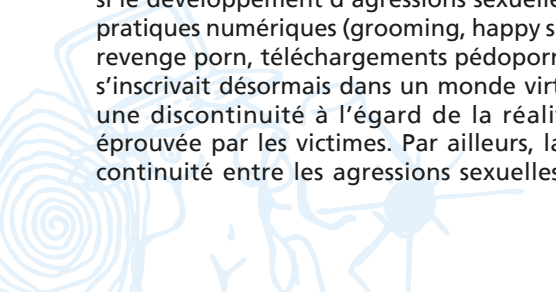 si le développement d'agressions sexuelle
pratiques numériques (grooming, happy s
revenge porn, téléchargements pédoporn
s'inscrivait désormais dans un monde virt
une discontinuité à l'égard de la réali
éprouvée par les victimes. Par ailleurs, la
continuité entre les agressions sexuelles